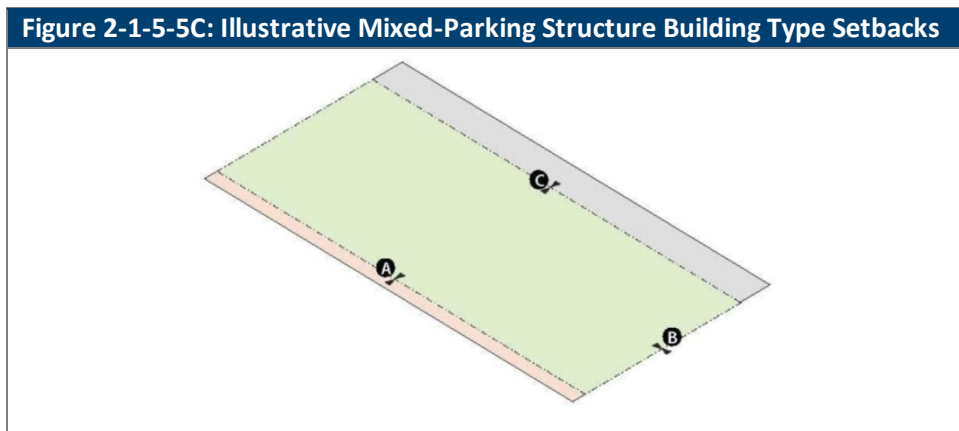 Figure 2-1-5-5C: Illustrative Mixed-Parking Structure Building Type Setbacks
C
A
B